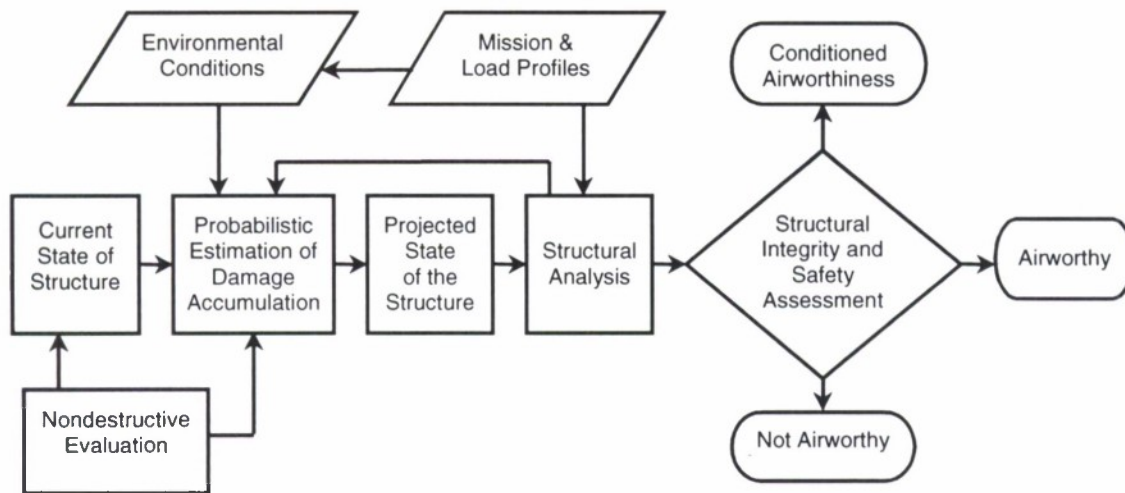 Environmental
Conditions
Mission &
Load Profiles
Conditioned
Airworthiness
Current
State of
Structure
Probabilistic
Estimation of
Damage
Accumulation
Projected
State
of the
Structure
Structural
Analysis
Structural
Integrity and
Safety
Assessment
Airworthy
Nondestructive
Evaluation
Not Airworthy